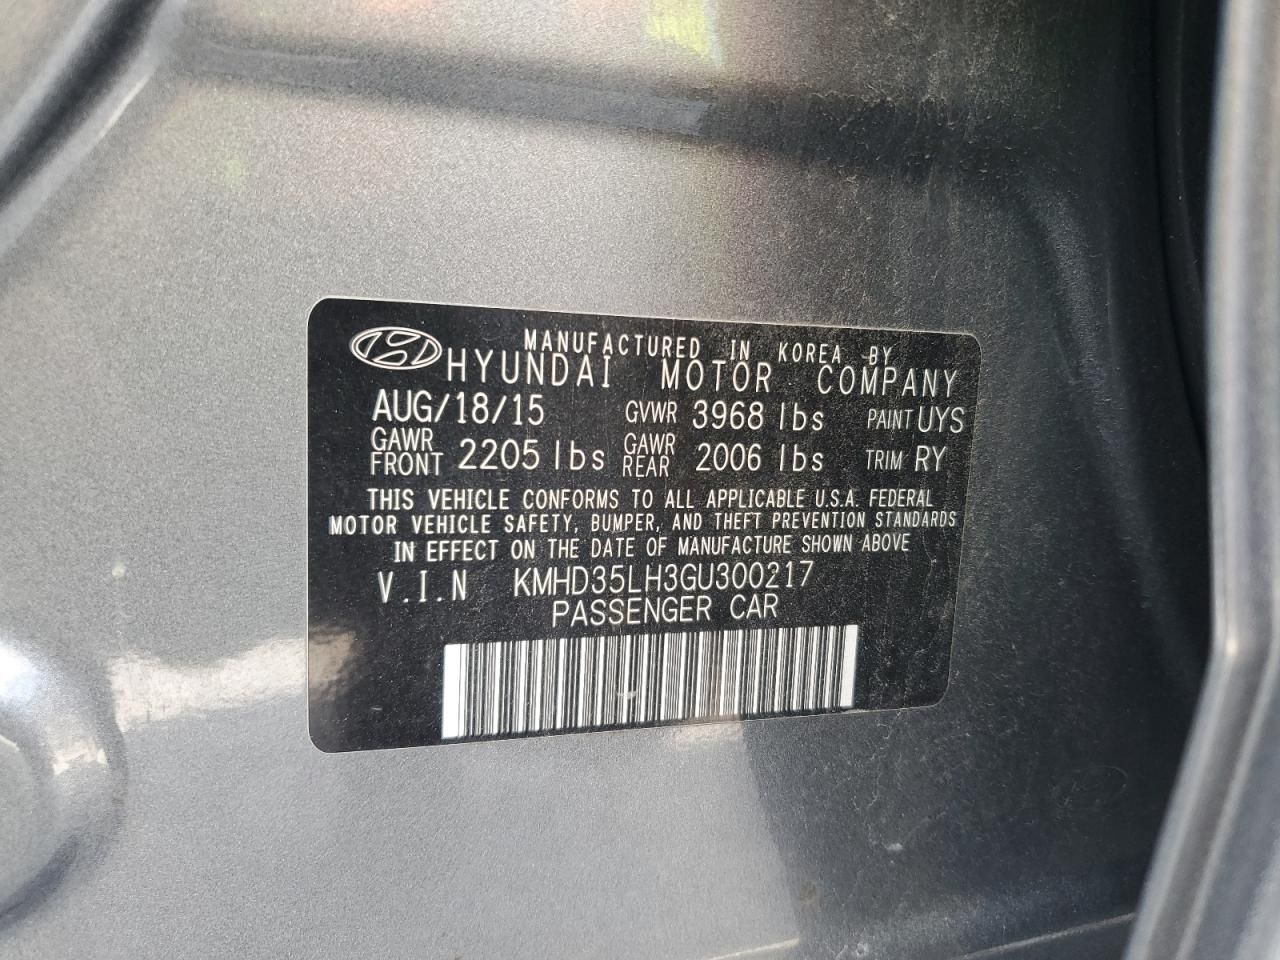 MANUFACTURED IN KOREA BY
HYUNDAI MOTOR COMPANY
AUG/18/15 GVWR 3968 lbs PAINT UYS
GAWR FRONT 2205 lbs GAWR REAR 2006 lbs TRIM RY
THIS VEHICLE CONFORMS TO ALL APPLICABLE U.S.A. FEDERAL
MOTOR VEHICLE SAFETY, BUMPER, AND THEFT PREVENTION STANDARDS
IN EFFECT ON THE DATE OF MANUFACTURE SHOWN ABOVE
V.I.N KMHD35LH3GU300217
PASSENGER CAR